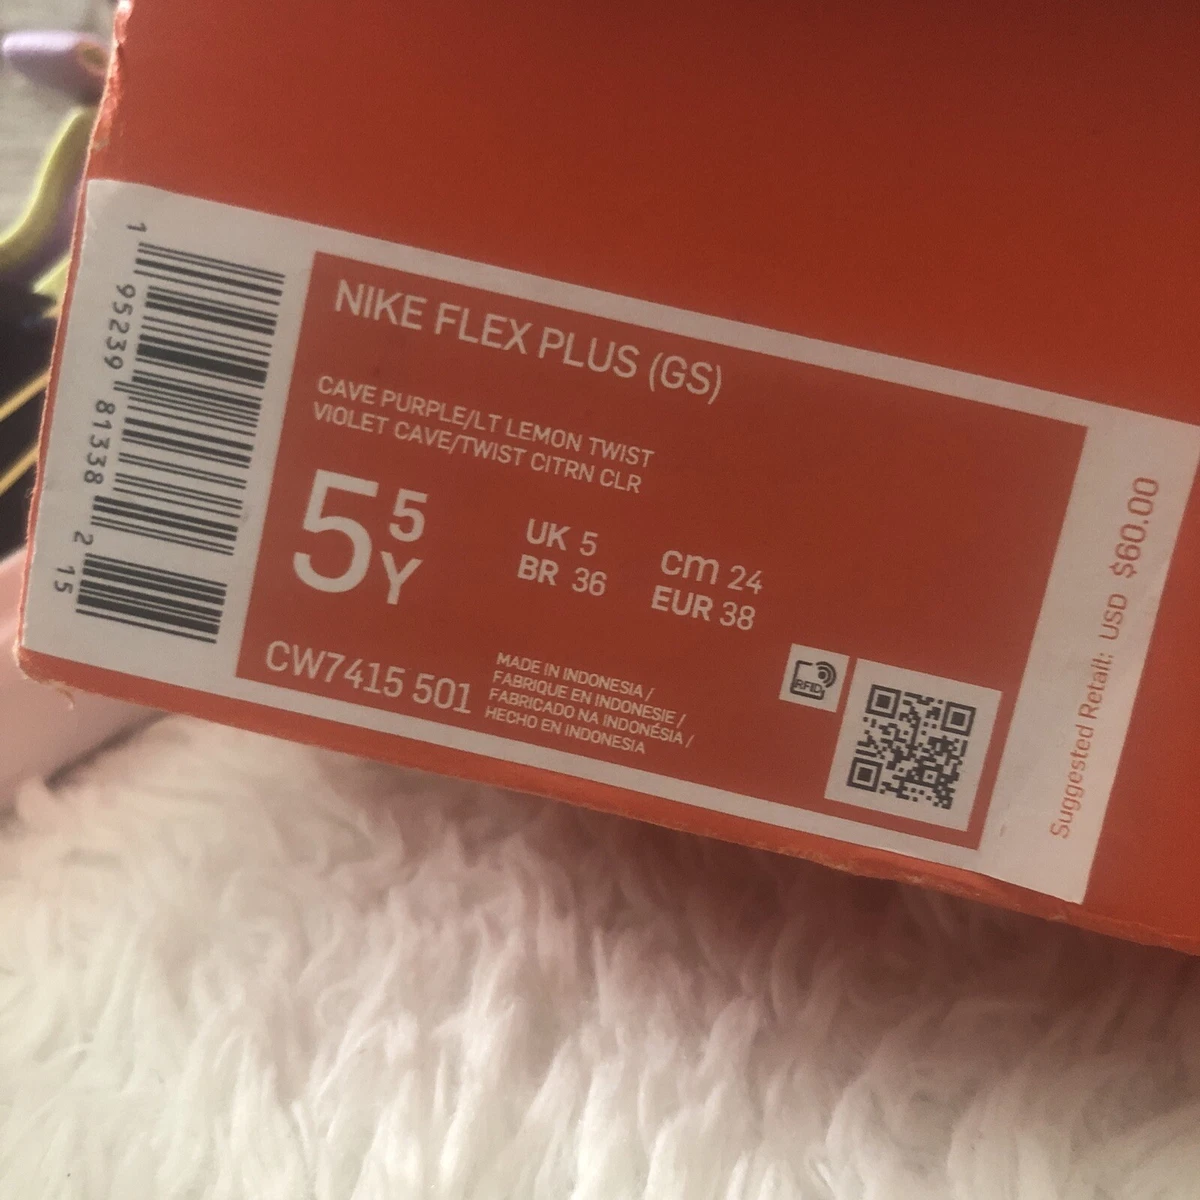 NIKE FLEX PLUS (GS)
CAVE PURPLE/LT LEMON TWIST
VIOLET CAVE/TWIST CITRN CLR
5 5 Y
UK 5
BR 36
cm 24
EUR 38
CW7415 501
MADE IN INDONESIA /
FABRIQUE EN INDONESIE /
FABRICADO NA INDONÉSIA /
HECHO EN INDONESIA
RFID
1 95239 81338 2 15
Suggested Retail: USD $60.00